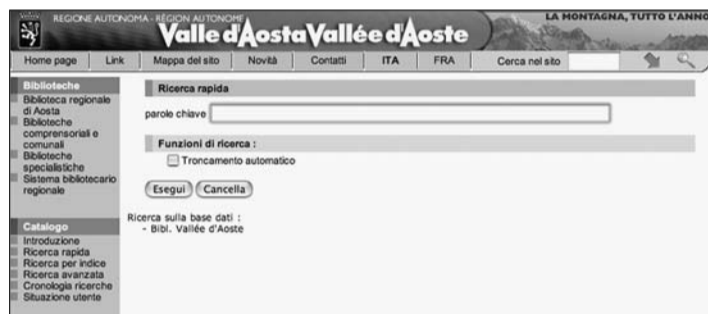 REGIONE AUTONOMA - RÉGION AUTONOME
Valle d'Aosta Vallée d'Aoste
LA MONTAGNA, TUTTO L'ANNO
Home page Link Mappa del sito Novità Contatti ITA FRA Cerca nel sito
Biblioteche
Biblioteca regionale
di Aosta
Biblioteche
comprensoriali e
comunali
Biblioteche
specialistiche
Sistema bibliotecario
regionale
Catalogo
Introduzione
Ricerca rapida
Ricerca per indice
Ricerca avanzata
Cronologia ricerche
Situazione utente
Ricerca rapida
parole chiave
Funzioni di ricerca :
Troncamento automatico
Esegui Cancella
Ricerca sulla base dati :
- Bibl. Vallée d'Aoste